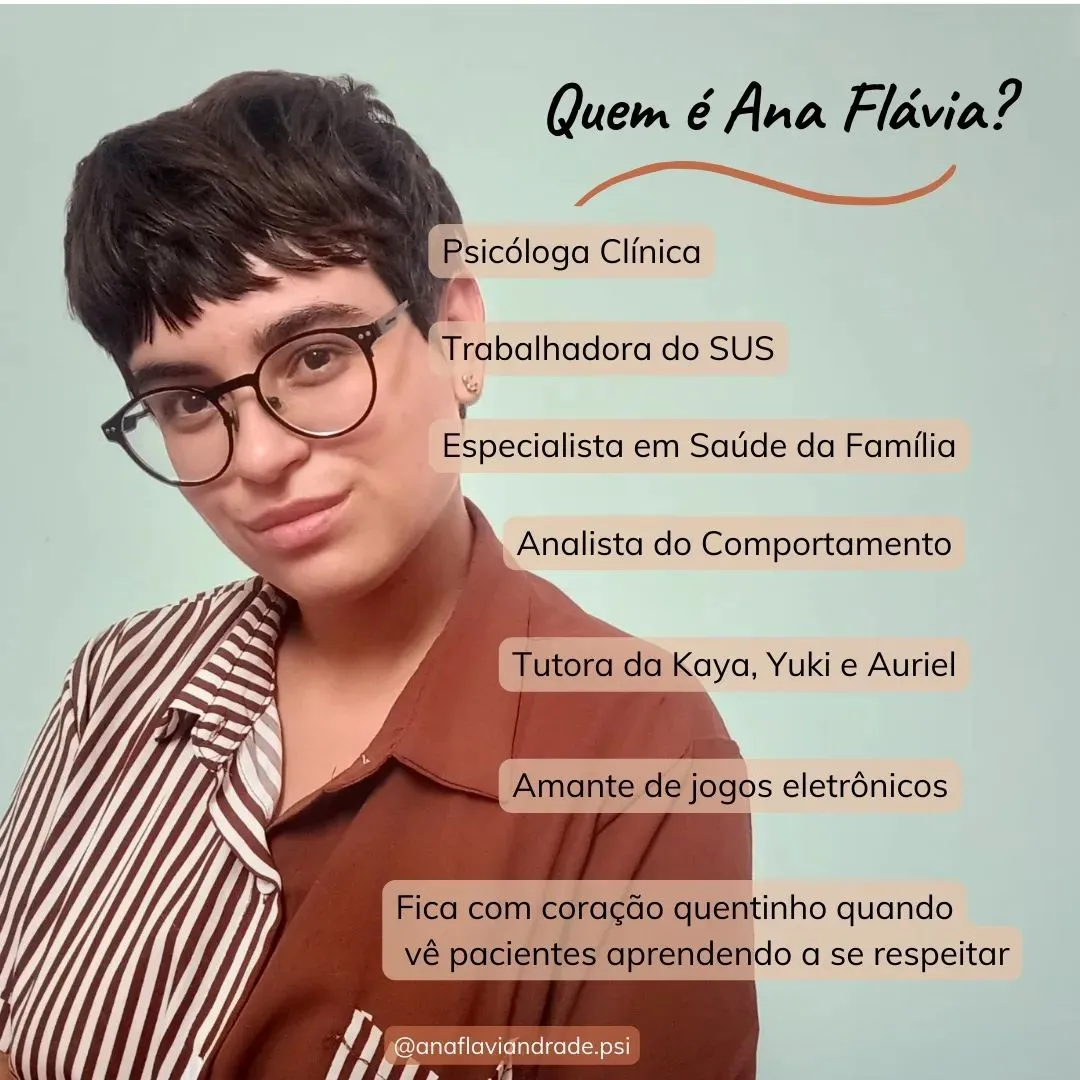 Quem é Ana Flávia?
Psicóloga Clínica
Trabalhadora do SUS
Especialista em Saúde da Família
Analista do Comportamento
Tutora da Kaya, Yuki e Auriel
Amante de jogos eletrônicos
Fica com coração quentinho quando
vê pacientes aprendendo a se respeitar
@anaflaviandrade.psi